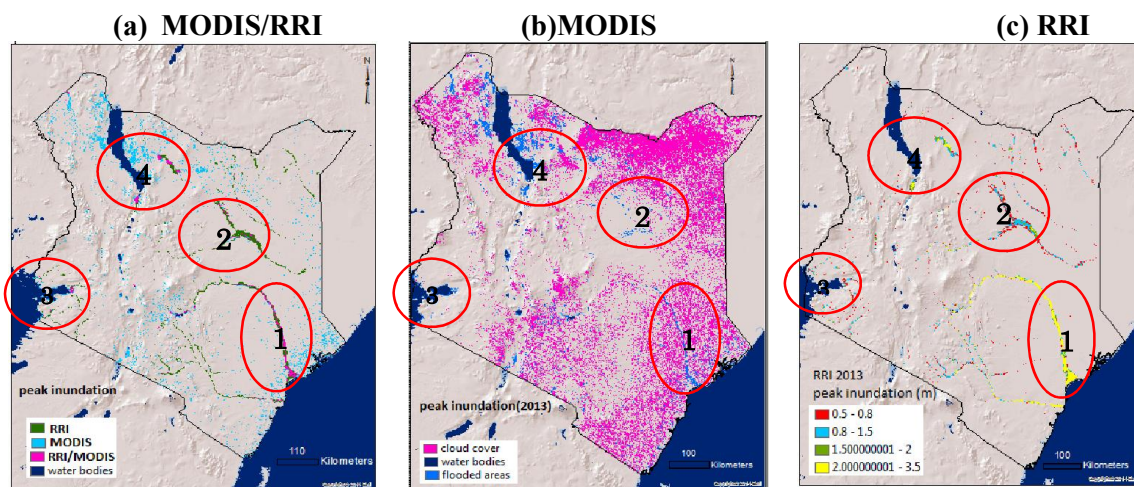 (a) MODIS/RRI
(b)MODIS
(c) RRI
N
4
2
3
1
peak inundation
RRI
MODIS
RRI/MODIS
water bodies
110
Kilometers
N
4
2
3
1
peak inundation(2013)
cloud cover
water bodies
flooded areas
100
Kilometers
N
4
2
3
1
RRI 2013
peak inundation (m)
0.5 - 0.8
0.8 - 1.5
1.500000001 - 2
2.000000001 - 3.5
100
Kilometers